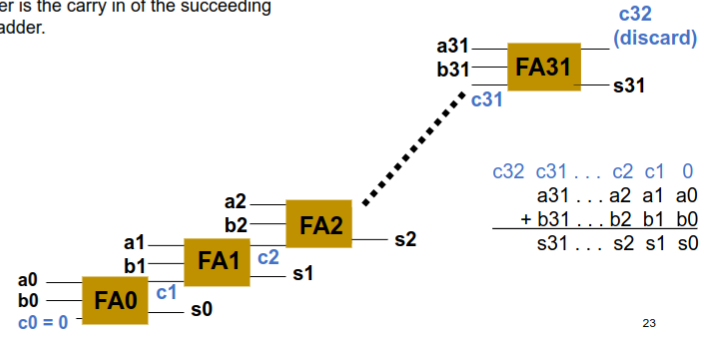 er is the carry in of the succeeding
adder.
c32
(discard)
a31
b31
FA31
s31
c31
c32 c31 . . . c2 c1 0
a31 . . . a2 a1 a0
+ b31 . . . b2 b1 b0
s31 . . . s2 s1 s0
a2
b2
FA2
s2
a1
b1
FA1
c2
s1
a0
b0
FA0
c1
s0
c0 = 0
23